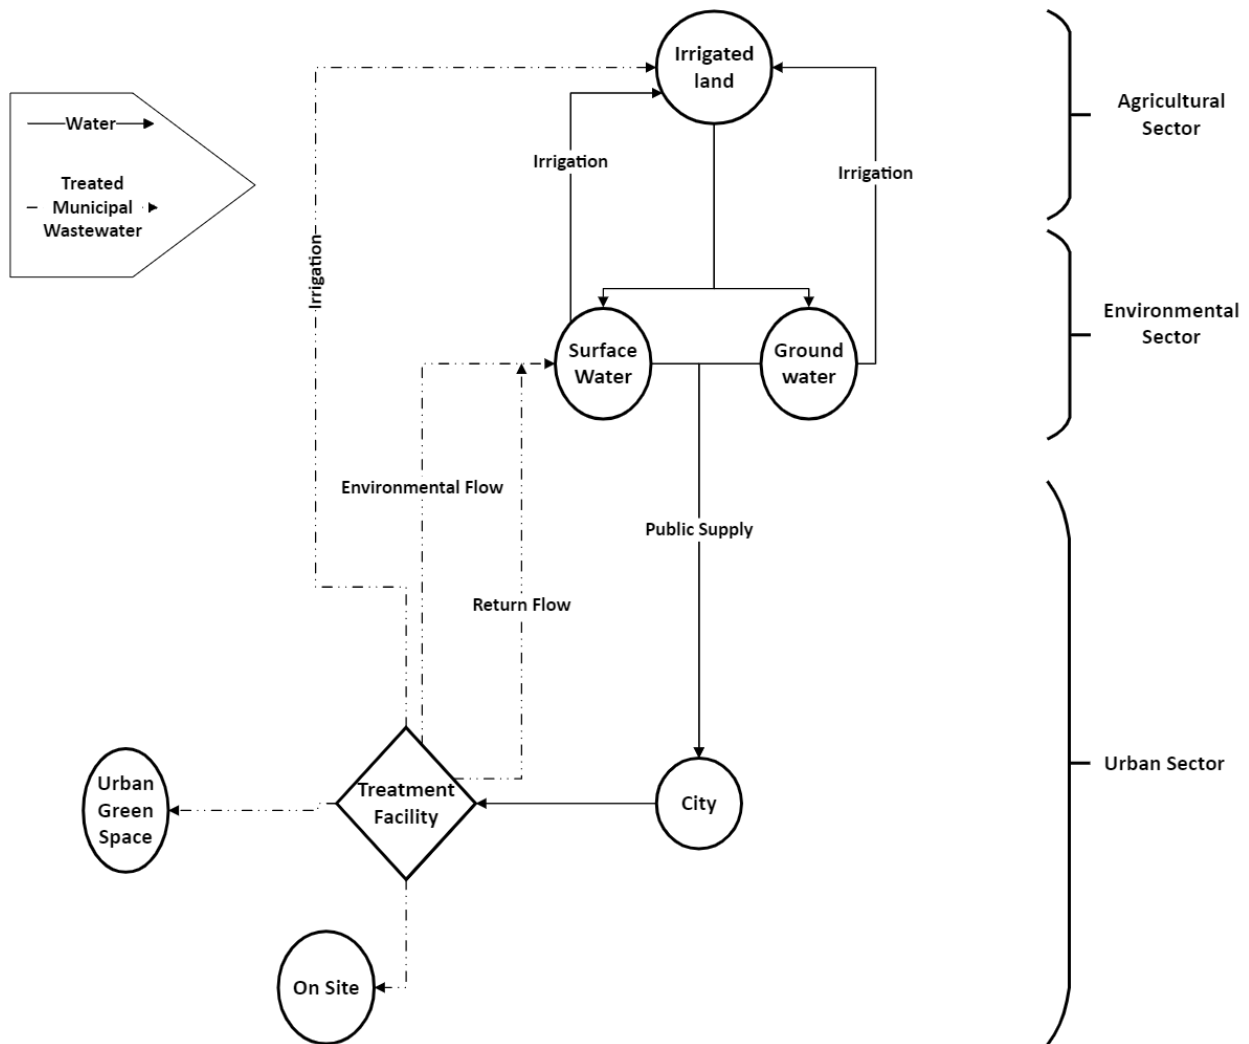 Irrigated
land
Agricultural
Sector
Water
Treated
Municipal
Wastewater
Irrigation
Irrigation
Irrigation
Environmental
Sector
Surface
Water
Ground
water
Environmental Flow
Public Supply
Return Flow
Urban
Green
Space
Treatment
Facility
City
Urban Sector
On Site